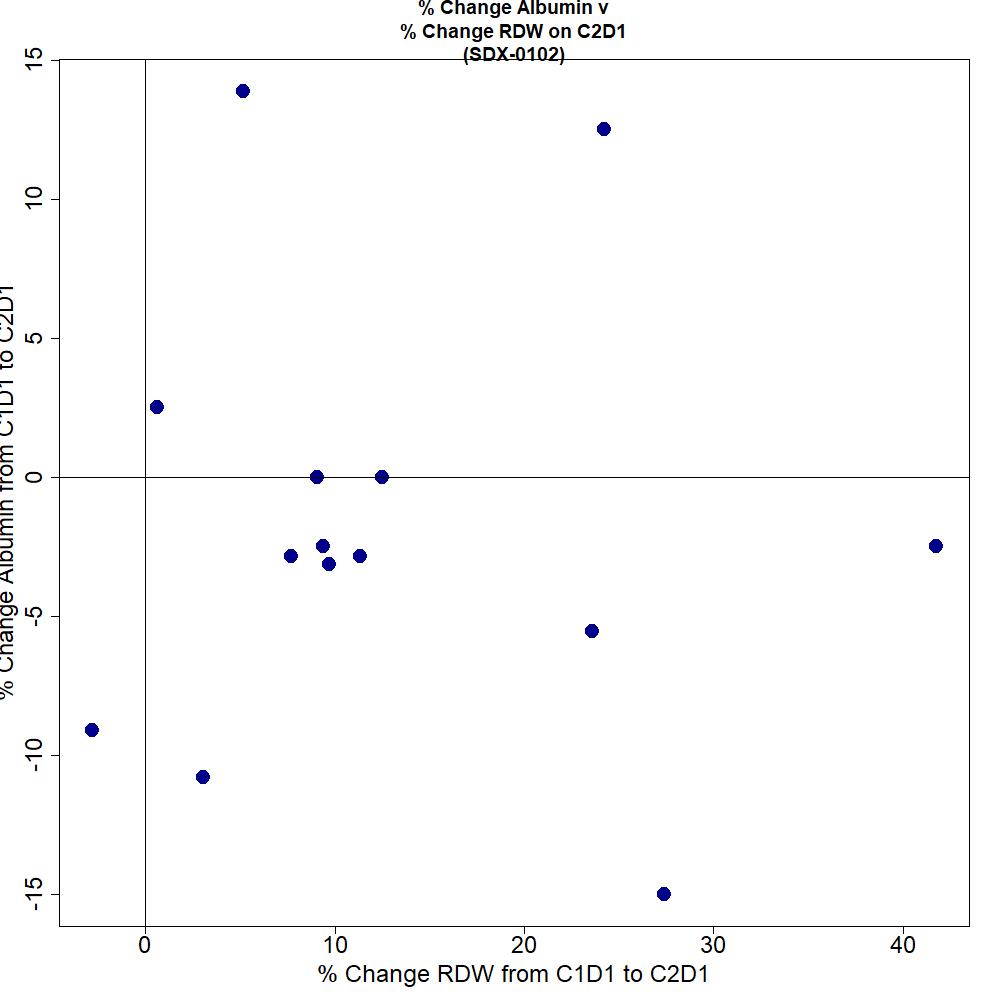 % Change Albumin v
% Change RDW on C2D1
(SDX-0102)
% Change Albumin from C1D1 to C2D1
15
10
5
0
-5
-10
-15
0
10
20
30
40
% Change RDW from C1D1 to C2D1